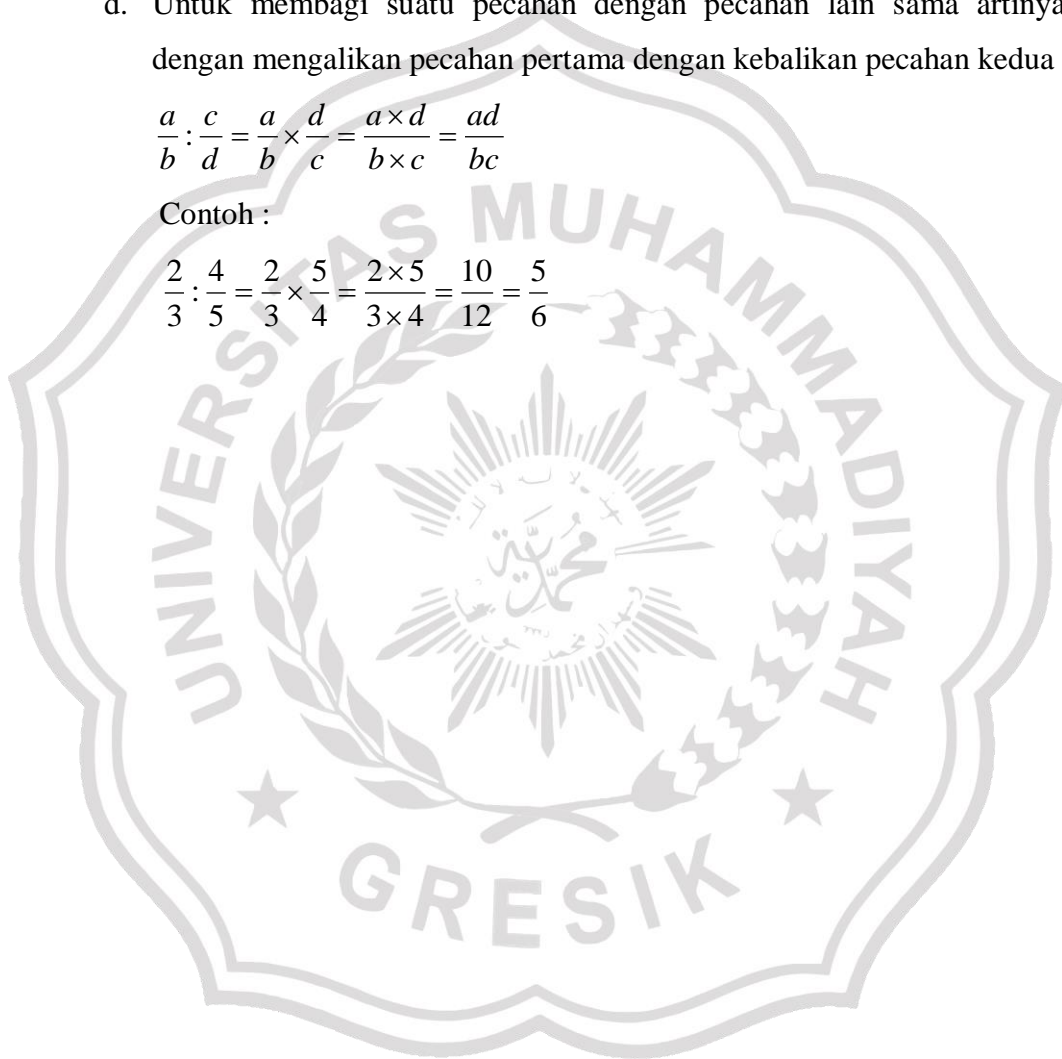 d. Untuk membagi suatu pecahan dengan pecahan lain sama artinya
dengan mengalikan pecahan pertama dengan kebalikan pecahan kedua
a/b : c/d = a/b × d/c = a×d/b×c = ad/bc
Contoh :
2/3 : 4/5 = 2/3 × 5/4 = 2×5/3×4 = 10/12 = 5/6
UNIVERSITAS MUHAMMADIYAH
GRESIK